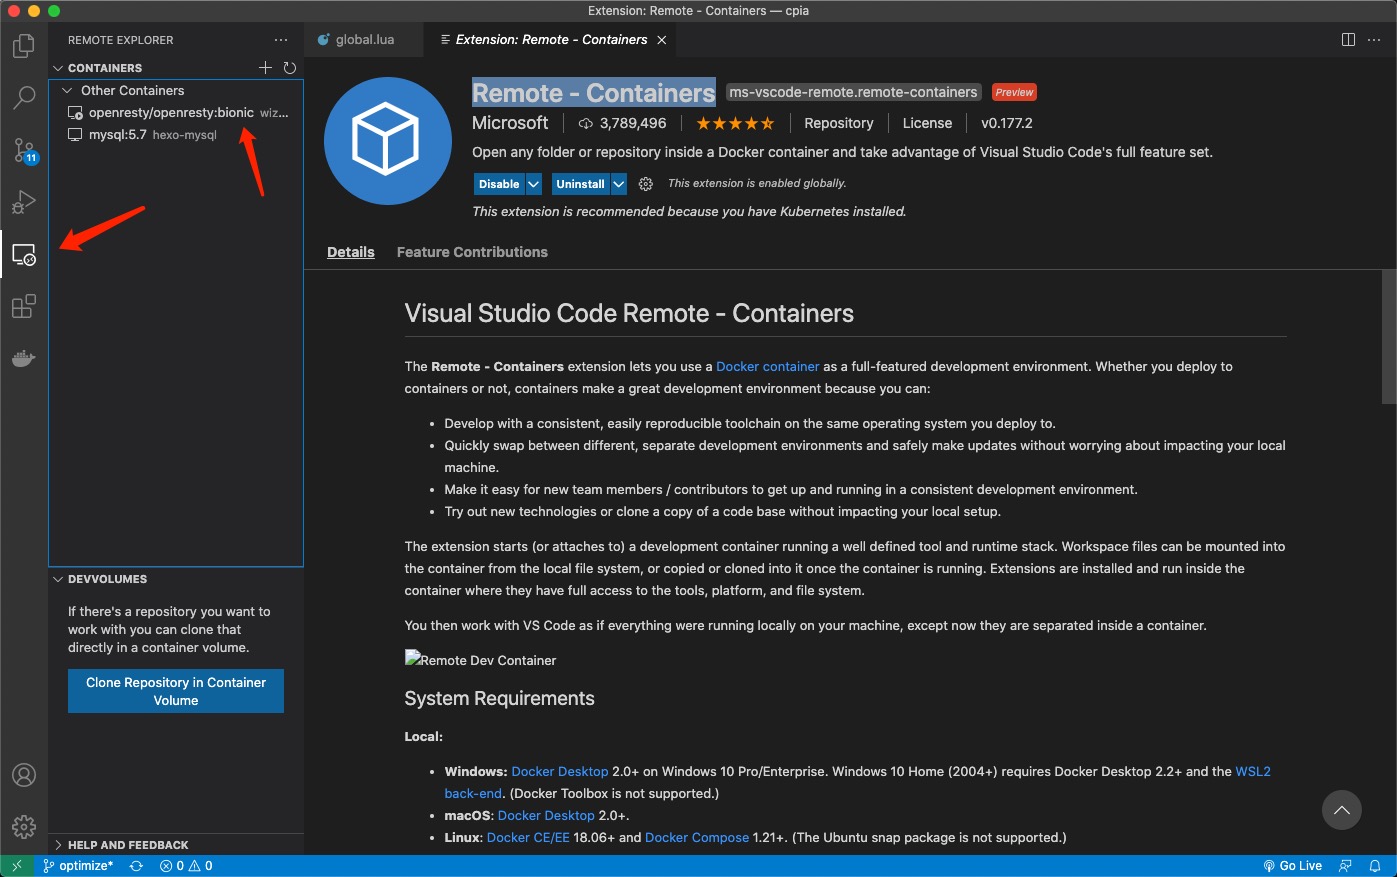 Extension: Remote - Containers — cpia
REMOTE EXPLORER
CONTAINERS
Other Containers
openresty/openresty:bionic wiz...
mysql:5.7 hexo-mysql
11
DEVVOLUMES
If there's a repository you want to
work with you can clone that
directly in a container volume.
Clone Repository in Container
Volume
HELP AND FEEDBACK
global.lua
Extension: Remote - Containers
Remote - Containers ms-vscode-remote.remote-containers Preview
Microsoft 3,789,496 Repository License v0.177.2
Open any folder or repository inside a Docker container and take advantage of Visual Studio Code's full feature set.
Disable Uninstall This extension is enabled globally.
This extension is recommended because you have Kubernetes installed.
Details Feature Contributions
Visual Studio Code Remote - Containers
The Remote - Containers extension lets you use a Docker container as a full-featured development environment. Whether you deploy to
containers or not, containers make a great development environment because you can:
• Develop with a consistent, easily reproducible toolchain on the same operating system you deploy to.
• Quickly swap between different, separate development environments and safely make updates without worrying about impacting your local
machine.
• Make it easy for new team members / contributors to get up and running in a consistent development environment.
• Try out new technologies or clone a copy of a code base without impacting your local setup.
The extension starts (or attaches to) a development container running a well defined tool and runtime stack. Workspace files can be mounted into
the container from the local file system, or copied or cloned into it once the container is running. Extensions are installed and run inside the
container where they have full access to the tools, platform, and file system.
You then work with VS Code as if everything were running locally on your machine, except now they are separated inside a container.
Remote Dev Container
System Requirements
Local:
• Windows: Docker Desktop 2.0+ on Windows 10 Pro/Enterprise. Windows 10 Home (2004+) requires Docker Desktop 2.2+ and the WSL2
back-end. (Docker Toolbox is not supported.)
• macOS: Docker Desktop 2.0+.
• Linux: Docker CE/EE 18.06+ and Docker Compose 1.21+. (The Ubuntu snap package is not supported.)
optimize* 0 0 Go Live